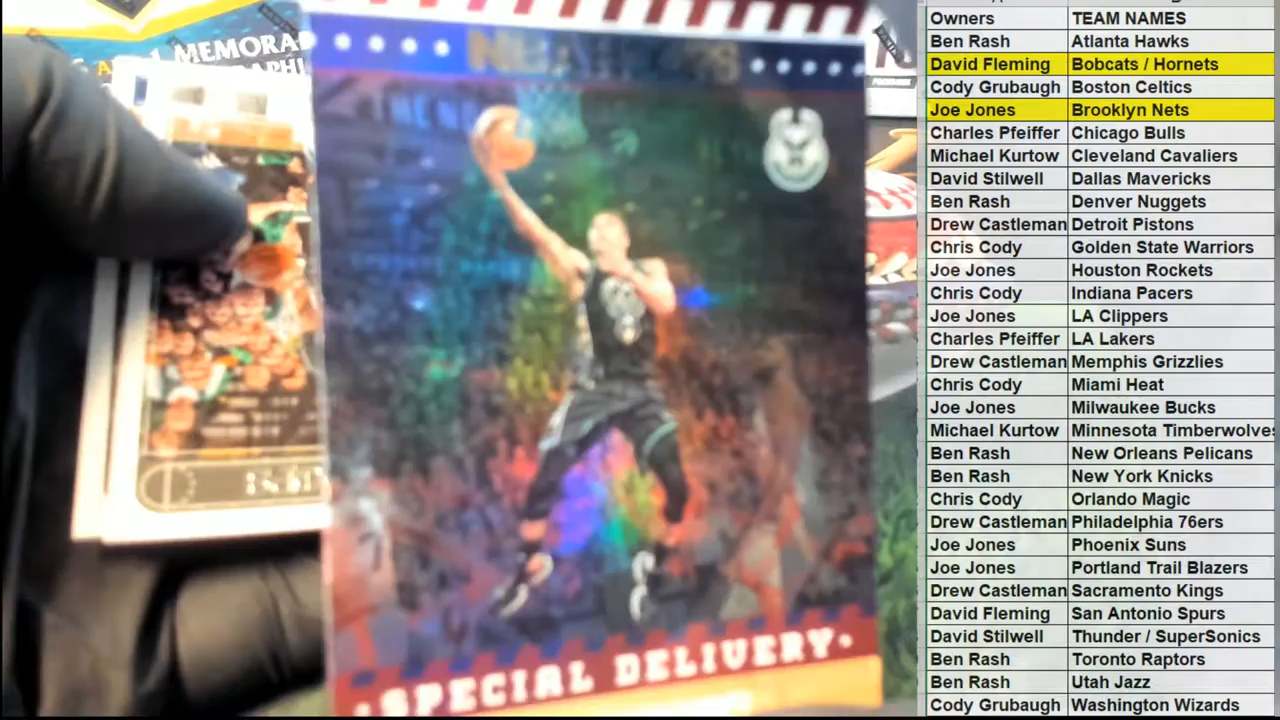 MEMORA
NBA HOOPS
SPECIAL DELIVERY
Owners TEAM NAMES
Ben Rash Atlanta Hawks
David Fleming Bobcats / Hornets
Cody Grubaugh Boston Celtics
Joe Jones Brooklyn Nets
Charles Pfeiffer Chicago Bulls
Michael Kurtow Cleveland Cavaliers
David Stilwell Dallas Mavericks
Ben Rash Denver Nuggets
Drew Castleman Detroit Pistons
Chris Cody Golden State Warriors
Joe Jones Houston Rockets
Chris Cody Indiana Pacers
Joe Jones LA Clippers
Charles Pfeiffer LA Lakers
Drew Castleman Memphis Grizzlies
Chris Cody Miami Heat
Joe Jones Milwaukee Bucks
Michael Kurtow Minnesota Timberwolves
Ben Rash New Orleans Pelicans
Ben Rash New York Knicks
Chris Cody Orlando Magic
Drew Castleman Philadelphia 76ers
Joe Jones Phoenix Suns
Joe Jones Portland Trail Blazers
Drew Castleman Sacramento Kings
David Fleming San Antonio Spurs
David Stilwell Thunder / SuperSonics
Ben Rash Toronto Raptors
Ben Rash Utah Jazz
Cody Grubaugh Washington Wizards